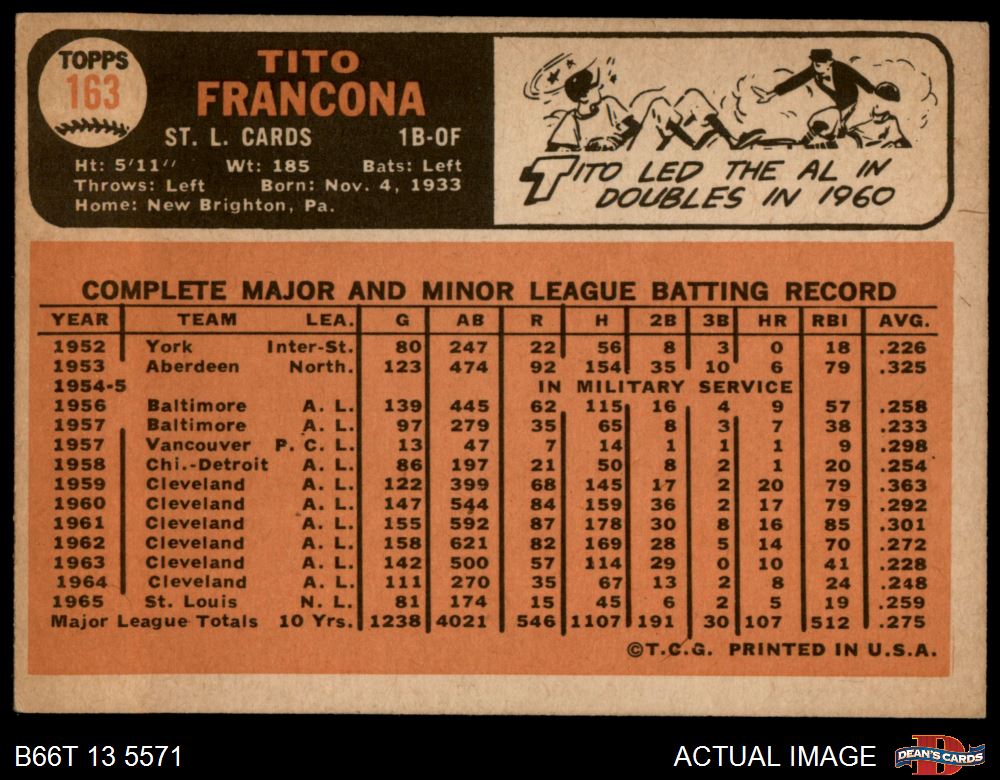 TOPPS
163
TITO
FRANCONA
ST. L. CARDS 1B-OF
Ht: 5'11" Wt: 185 Bats: Left
Throws: Left Born: Nov. 4, 1933
Home: New Brighton, Pa.
TITO LED THE AL IN
DOUBLES IN 1960
COMPLETE MAJOR AND MINOR LEAGUE BATTING RECORD
YEAR TEAM LEA. G AB R H 2B 3B HR RBI AVG.
1952 York Inter-St. 80 247 22 56 8 3 0 18 .226
1953 Aberdeen North. 123 474 92 154 35 10 6 79 .325
1954-5 IN MILITARY SERVICE
1956 Baltimore A. L. 139 445 62 115 16 4 9 57 .258
1957 Baltimore A. L. 97 279 35 65 8 3 7 38 .233
1957 Vancouver P. C. L. 13 47 7 14 1 1 1 9 .298
1958 Chi.-Detroit A. L. 86 197 21 50 8 2 1 20 .254
1959 Cleveland A. L. 122 399 68 145 17 2 20 79 .363
1960 Cleveland A. L. 147 544 84 159 36 2 17 79 .292
1961 Cleveland A. L. 155 592 87 178 30 8 16 85 .301
1962 Cleveland A. L. 158 621 82 169 28 5 14 70 .272
1963 Cleveland A. L. 142 500 57 114 29 0 10 41 .228
1964 Cleveland A. L. 111 270 35 67 13 2 8 24 .248
1965 St. Louis N. L. 81 174 15 45 6 2 5 19 .259
Major League Totals 10 Yrs. 1238 4021 546 1107 191 30 107 512 .275
©T.C.G. PRINTED IN U.S.A.
B66T 13 5571 ACTUAL IMAGE DEAN'S CARDS